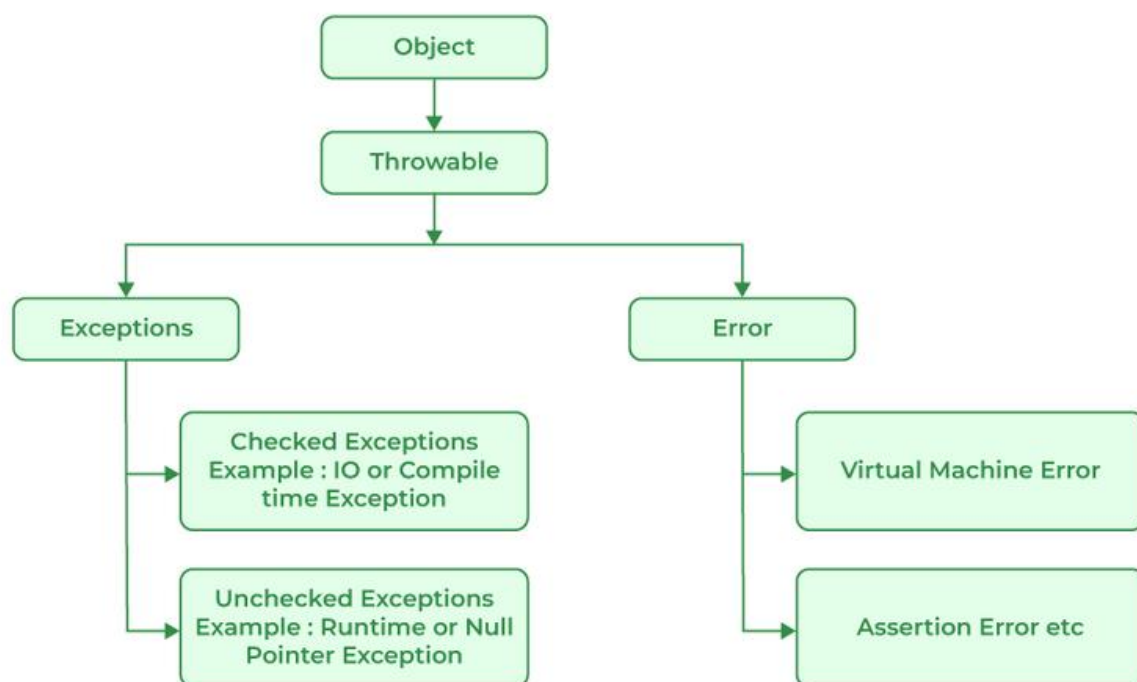 Object
Throwable
Exceptions
Error
Checked Exceptions
Example : IO or Compile
time Exception
Virtual Machine Error
Unchecked Exceptions
Example : Runtime or Null
Pointer Exception
Assertion Error etc